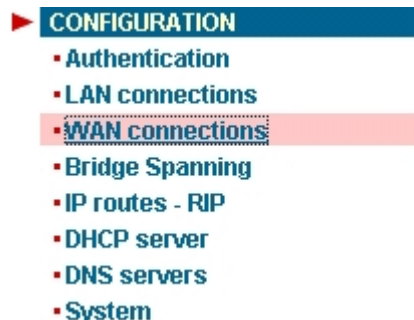 CONFIGURATION
Authentication
LAN connections
WAN connections
Bridge Spanning
IP routes - RIP
DHCP server
DNS servers
System